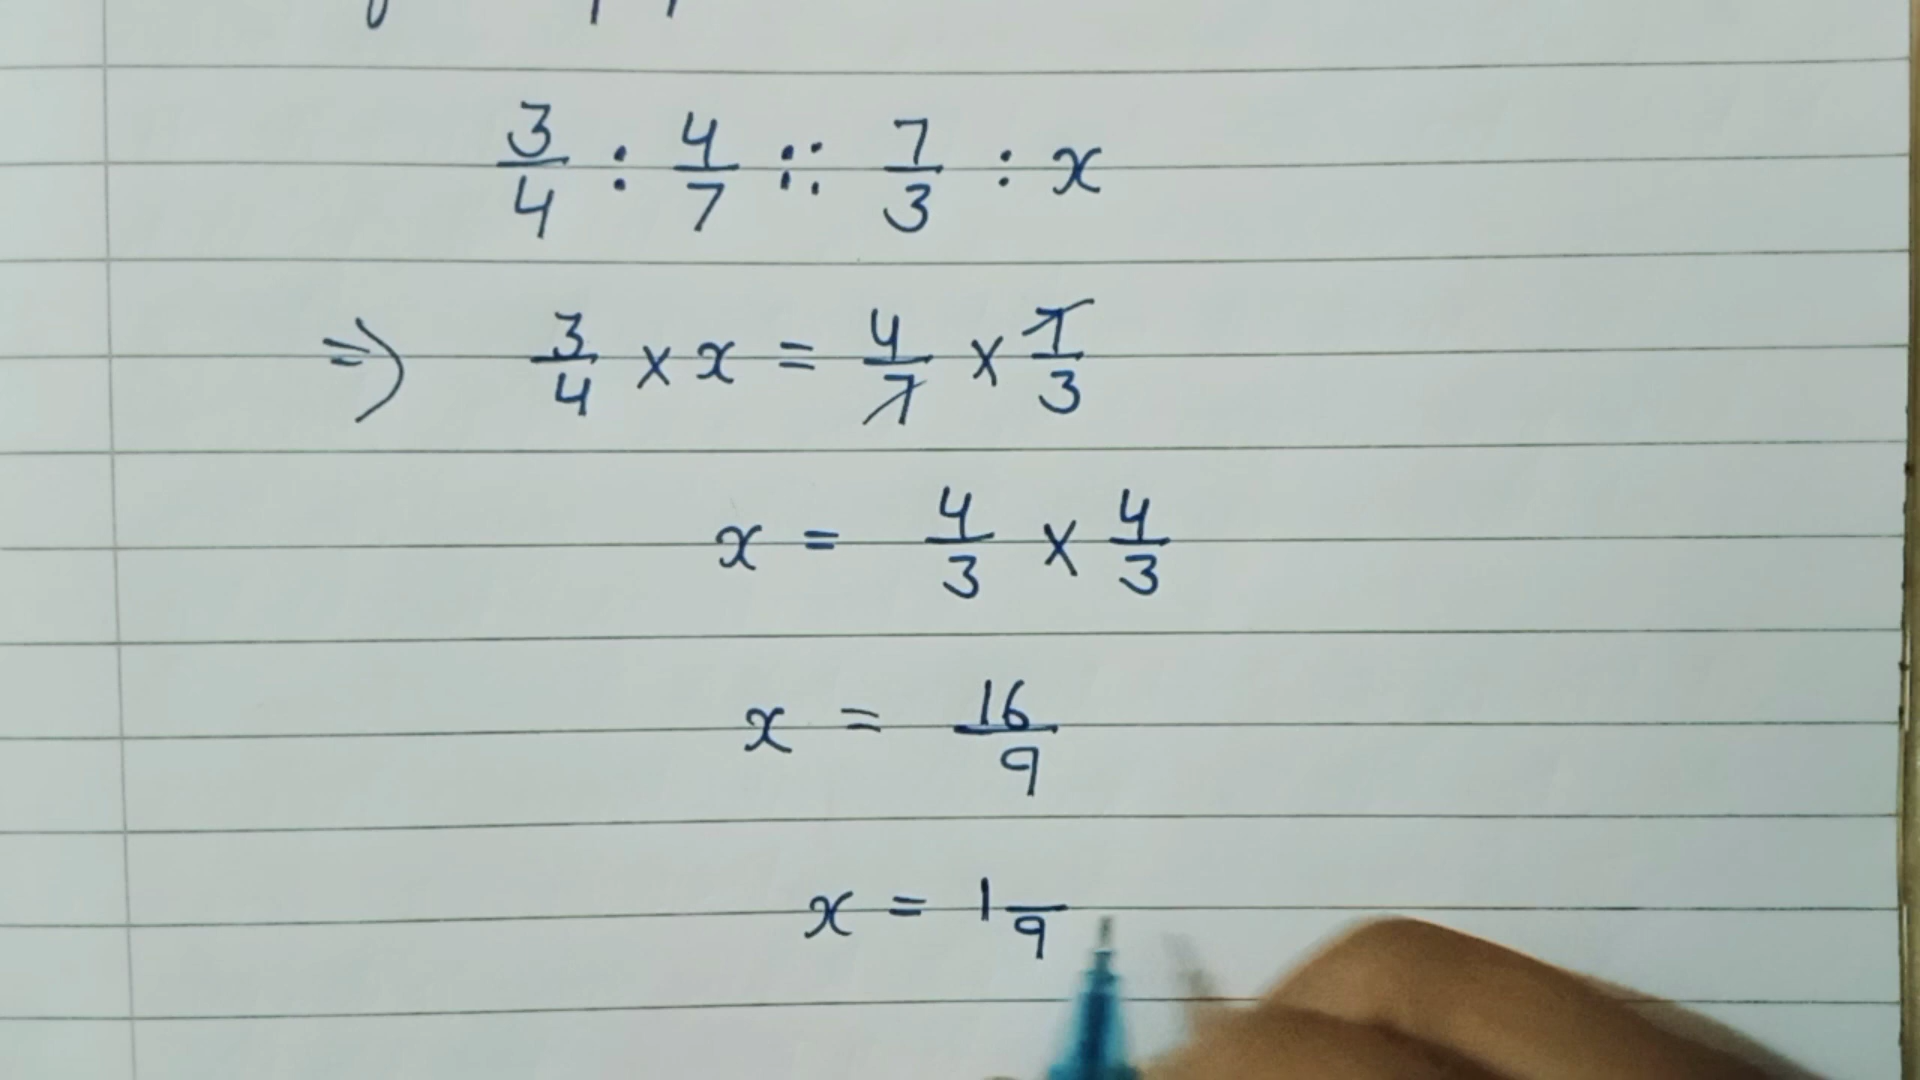 3/4 : 4/7 :: 7/3 : x
⇒ 3/4 × x = 4/7 × 7/3
x = 4/3 × 4/3
x = 16/9
x = 1 /9